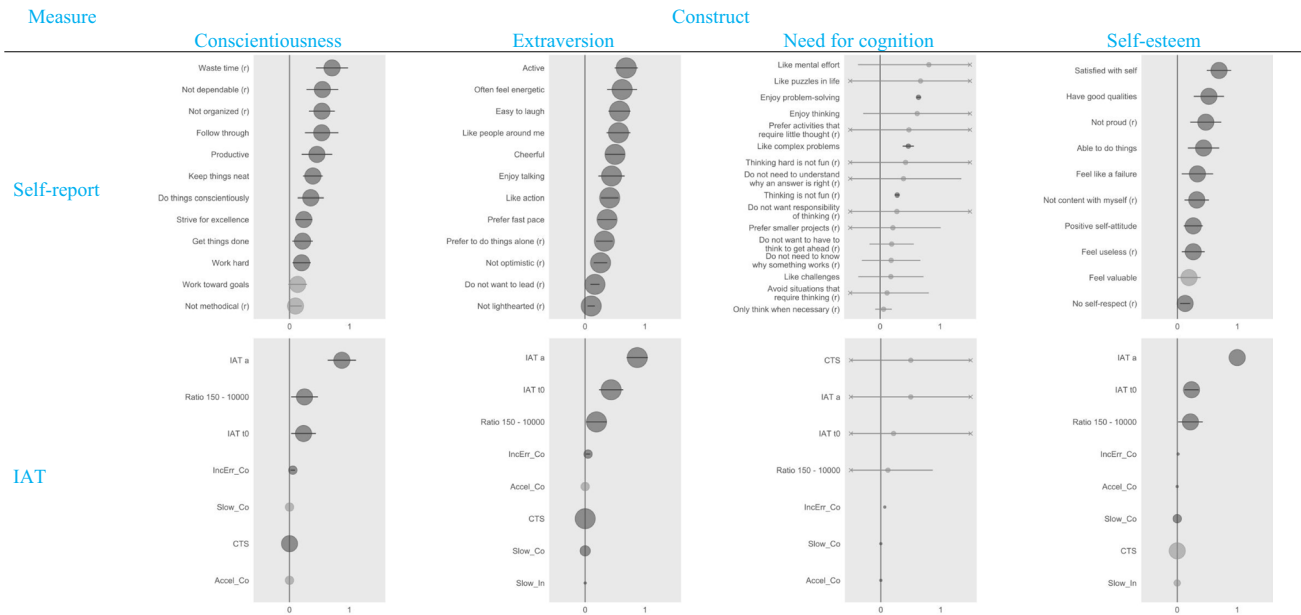 Measure
Construct
Conscientiousness
Extraversion
Need for cognition
Self-esteem
Self-report
Waste time (r)
Not dependable (r)
Not organized (r)
Follow through
Productive
Keep things neat
Do things conscientiously
Strive for excellence
Get things done
Work hard
Work toward goals
Not methodical (r)
0 1
Active
Often feel energetic
Easy to laugh
Like people around me
Cheerful
Enjoy talking
Like action
Prefer fast pace
Prefer to do things alone (r)
Not optimistic (r)
Do not want to lead (r)
Not lighthearted (r)
0 1
Like mental effort
Like puzzles in life
Enjoy problem-solving
Enjoy thinking
Prefer activities that
require little thought (r)
Like complex problems
Thinking hard is not fun (r)
Do not need to understand
why an answer is right (r)
Thinking is not fun (r)
Do not want responsibility
of thinking (r)
Prefer smaller projects (r)
Do not want to have to
think to get ahead (r)
Do not need to know
why something works (r)
Like challenges
Avoid situations that
require thinking (r)
Only think when necessary (r)
0 1
Satisfied with self
Have good qualities
Not proud (r)
Able to do things
Feel like a failure
Not content with myself (r)
Positive self-attitude
Feel useless (r)
Feel valuable
No self-respect (r)
0 1
IAT
IAT a
Ratio 150 - 10000
IAT t0
IncErr_Co
Slow_Co
CTS
Accel_Co
0 1
IAT a
IAT t0
Ratio 150 - 10000
IncErr_Co
Accel_Co
CTS
Slow_Co
Slow_In
0 1
CTS
IAT a
IAT t0
Ratio 150 - 10000
IncErr_Co
Slow_Co
Accel_Co
0 1
IAT a
IAT t0
Ratio 150 - 10000
IncErr_Co
Accel_Co
Slow_Co
CTS
Slow_In
0 1